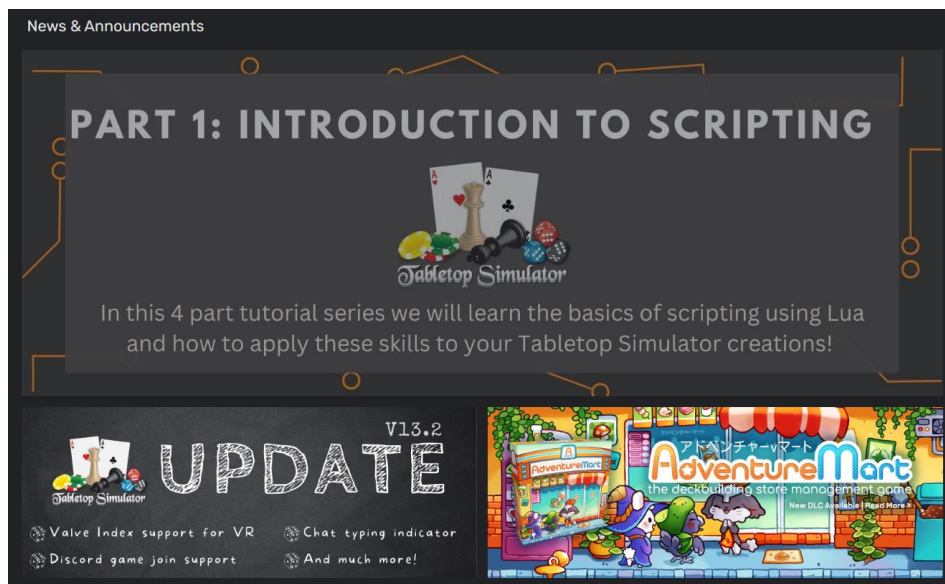 News & Announcements
PART 1: INTRODUCTION TO SCRIPTING
A
A
Tabletop Simulator
In this 4 part tutorial series we will learn the basics of scripting using Lua
and how to apply these skills to your Tabletop Simulator creations!
V13.2
UPDATE
Tabletop Simulator
Valve Index support for VR
Chat typing indicator
Discord game join support
And much more!
アドベンチャーマート
AdventureMart
the deckbuilding store management game
New DLC Available | Read More >
AdventureMart